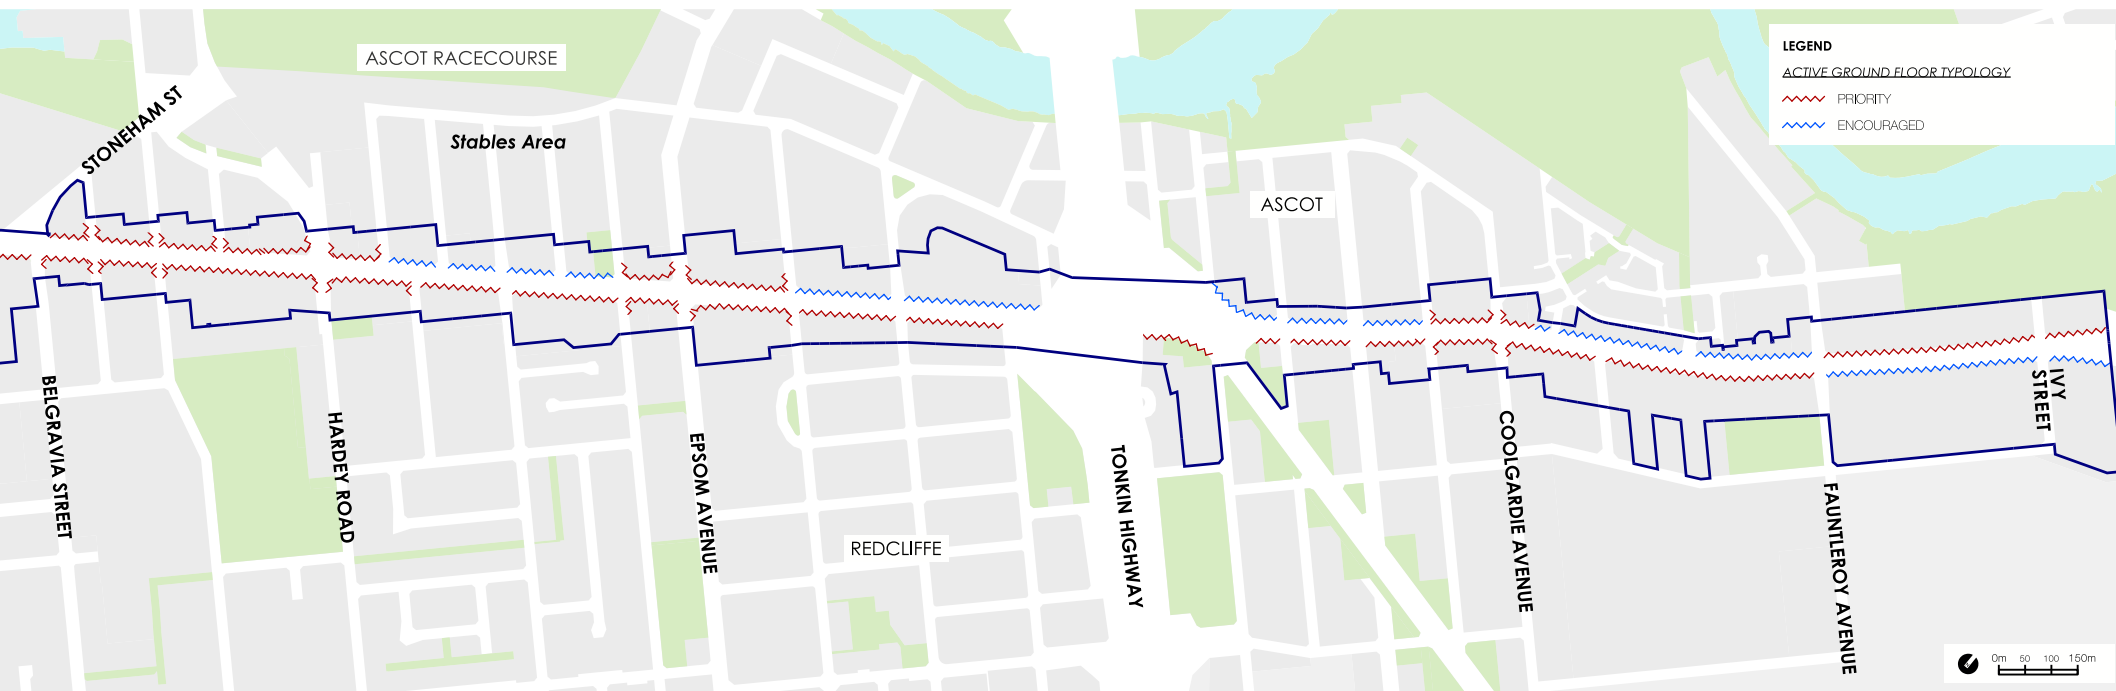 ASCOT RACECOURSE
STONEHAM ST
Stables Area
LEGEND
ACTIVE GROUND FLOOR TYPOLOGY
PRIORITY
ENCOURAGED
ASCOT
BELGRAVIA STREET
HARDEY ROAD
EPSOM AVENUE
REDCLIFFE
TONKIN HIGHWAY
COOLGARDIE AVENUE
FAUNTLEROY AVENUE
IVY
STREET
0m 50 100 150m